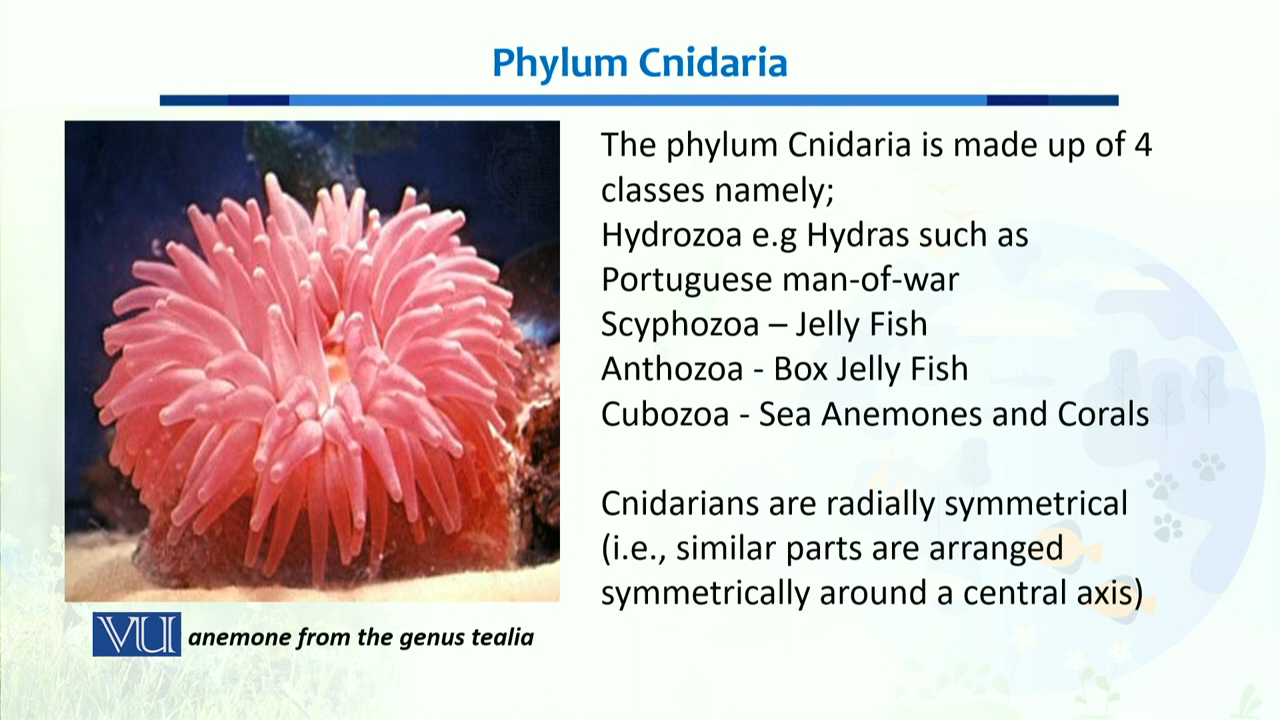 Phylum Cnidaria
The phylum Cnidaria is made up of 4
classes namely;
Hydrozoa e.g Hydras such as
Portuguese man-of-war
Scyphozoa – Jelly Fish
Anthozoa - Box Jelly Fish
Cubozoa - Sea Anemones and Corals
Cnidarians are radially symmetrical
(i.e., similar parts are arranged
symmetrically around a central axis)
VU anemone from the genus tealia